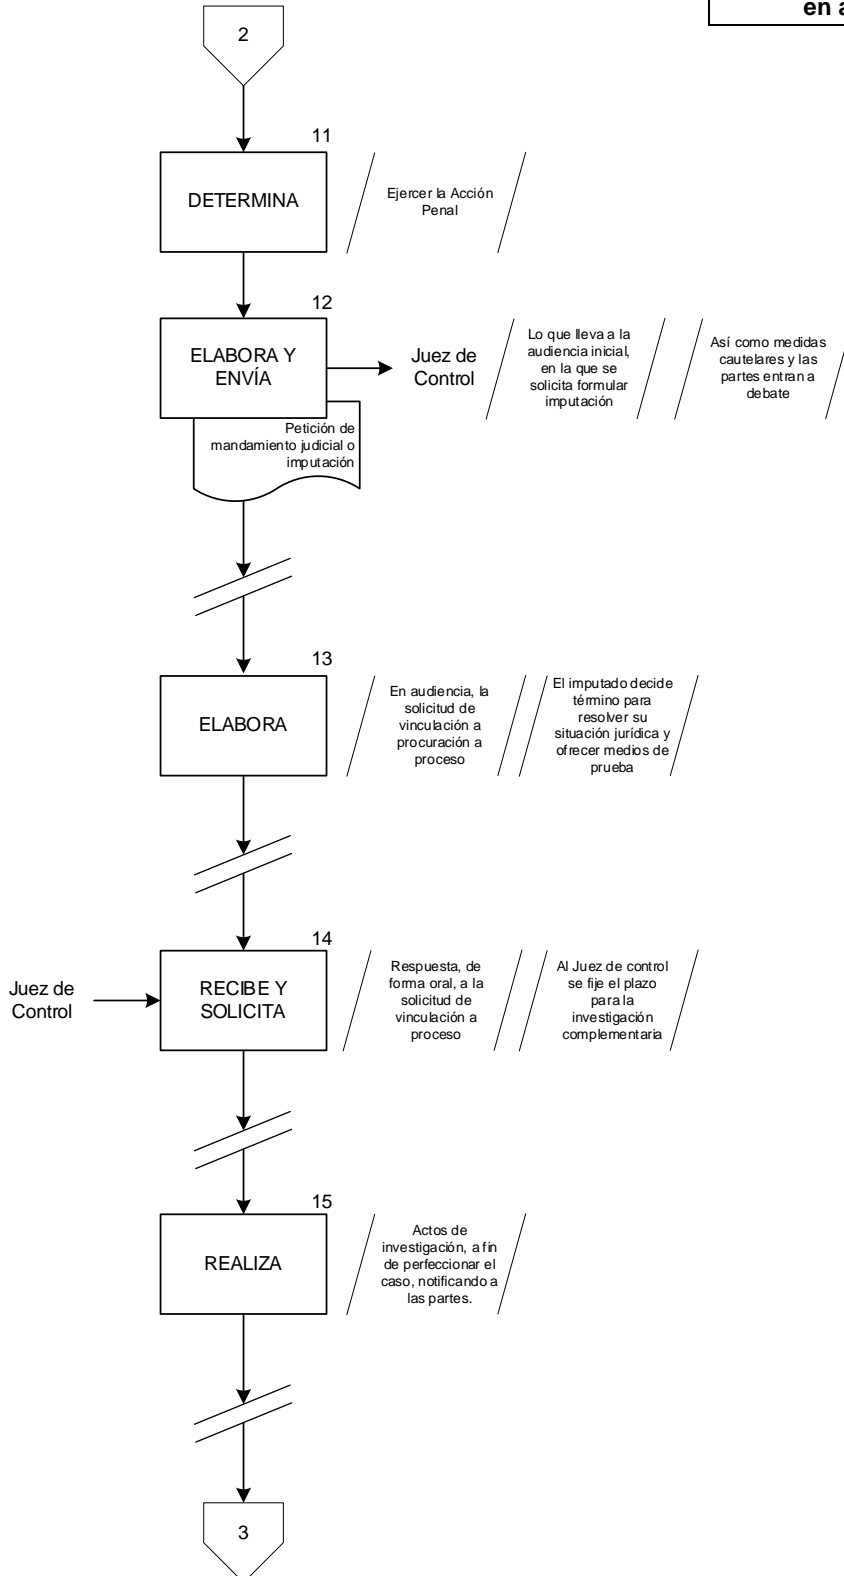 en a
2
11
DETERMINA
Ejercer la Acción
Penal
12
ELABORA Y
ENVÍA
Juez de
Control
Lo que lleva a la
audiencia inicial,
en la que se
solicita formular
imputación
Así como medidas
cautelares y las
partes entran a
debate
Petición de
mandamiento judicial o
imputación
13
ELABORA
En audiencia, la
solicitud de
vinculación a
procuración a
proceso
El imputado decide
término para
resolver su
situación jurídica y
ofrecer medios de
prueba
14
Juez de
Control
RECIBE Y
SOLICITA
Respuesta, de
forma oral, a la
solicitud de
vinculación a
proceso
Al Juez de control
se fije el plazo
para la
investigación
complementaria
15
REALIZA
Actos de
investigación, a fin
de perfeccionar el
caso, notificando a
las partes.
3